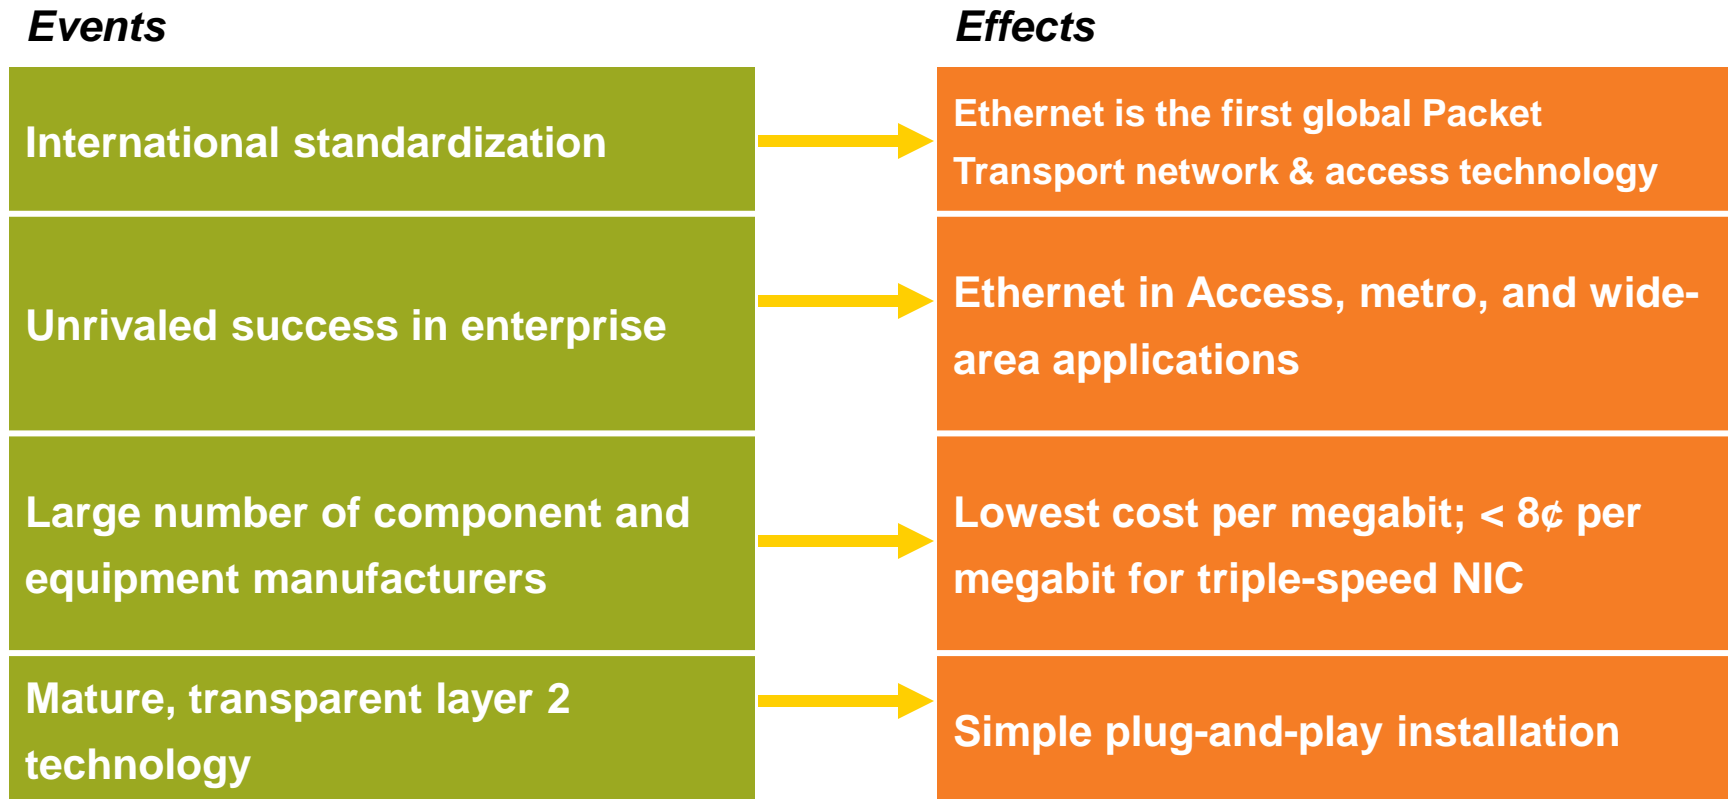 Events
Effects
International standardization
Ethernet is the first global Packet
Transport network & access technology
Unrivaled success in enterprise
Ethernet in Access, metro, and wide-
area applications
Large number of component and
equipment manufacturers
Lowest cost per megabit; < 8¢ per
megabit for triple-speed NIC
Mature, transparent layer 2
technology
Simple plug-and-play installation